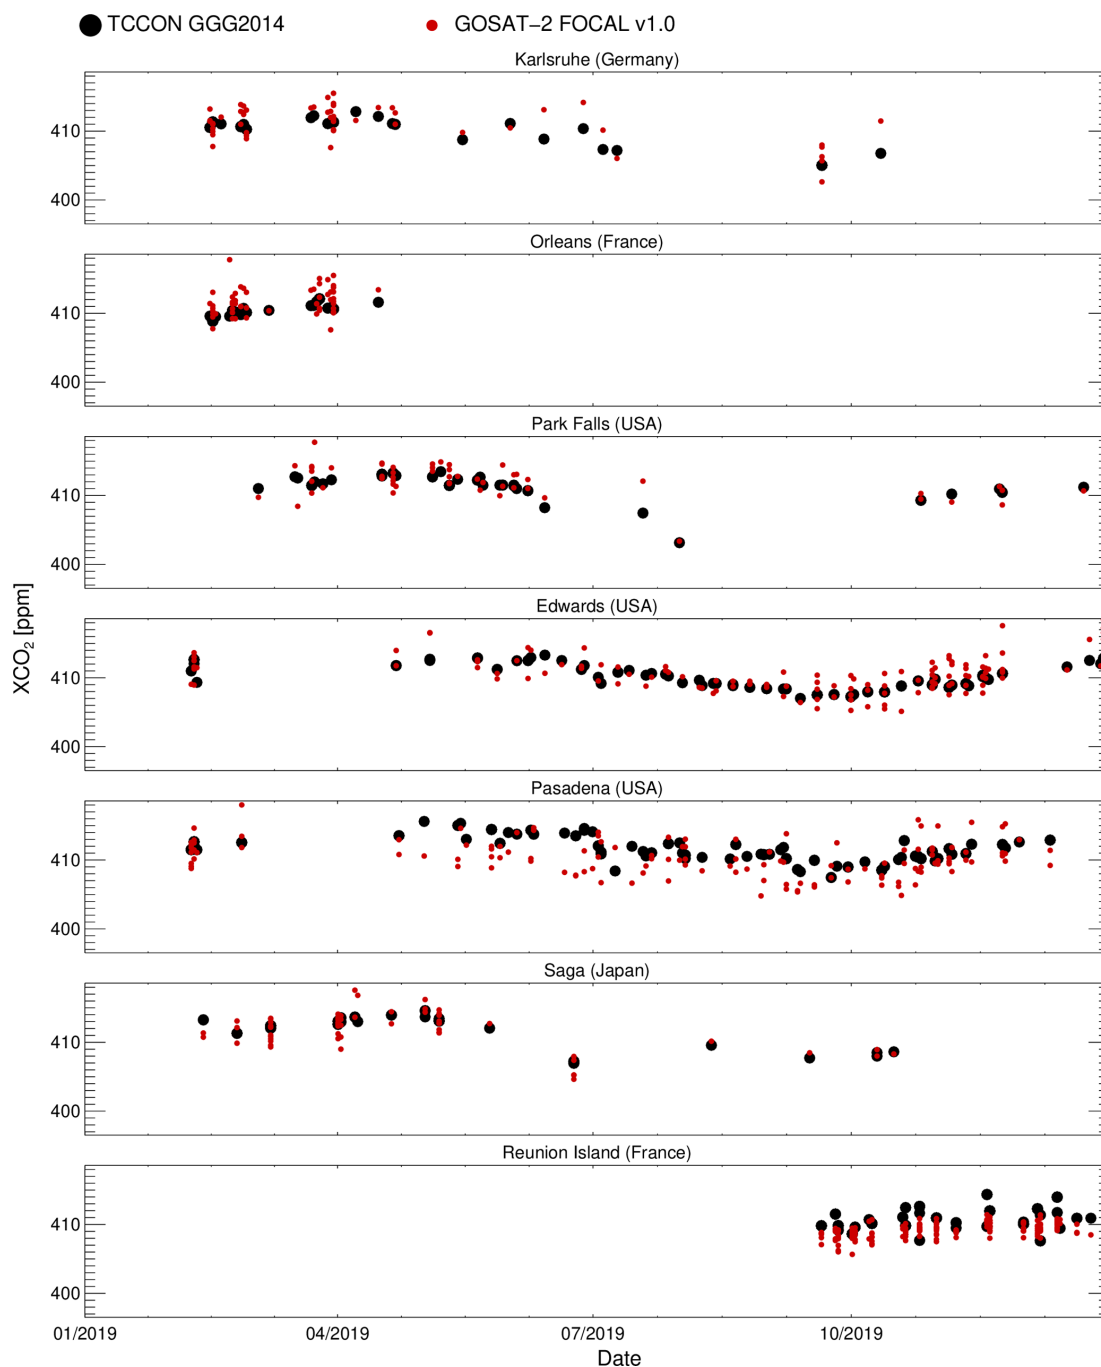 TCCON GGG2014
GOSAT−2 FOCAL v1.0
Karlsruhe (Germany)
410
400
Orleans (France)
410
400
Park Falls (USA)
410
400
Edwards (USA)
410
400
XCO2 [ppm]
Pasadena (USA)
410
400
Saga (Japan)
410
400
Reunion Island (France)
410
400
01/2019 04/2019 07/2019 10/2019
Date